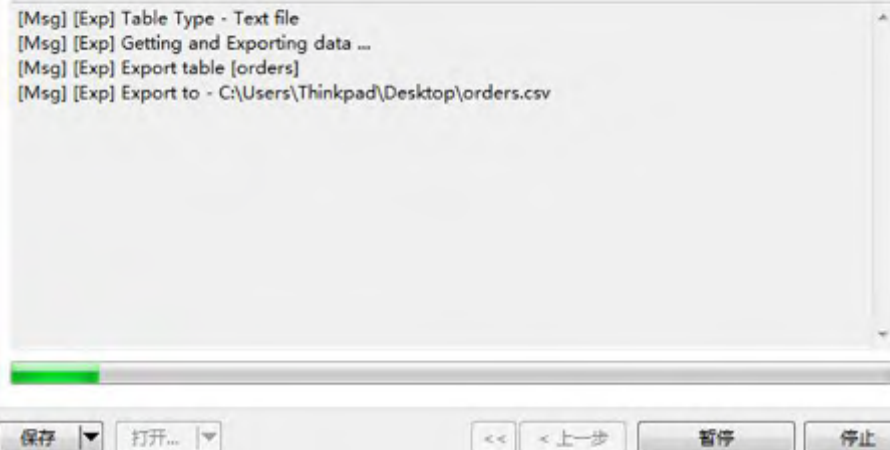 [Msg] [Exp] Table Type - Text file
[Msg] [Exp] Getting and Exporting data ...
[Msg] [Exp] Export table [orders]
[Msg] [Exp] Export to - C:\Users\Thinkpad\Desktop\orders.csv
保存 打开... << < 上一步 暂停 停止